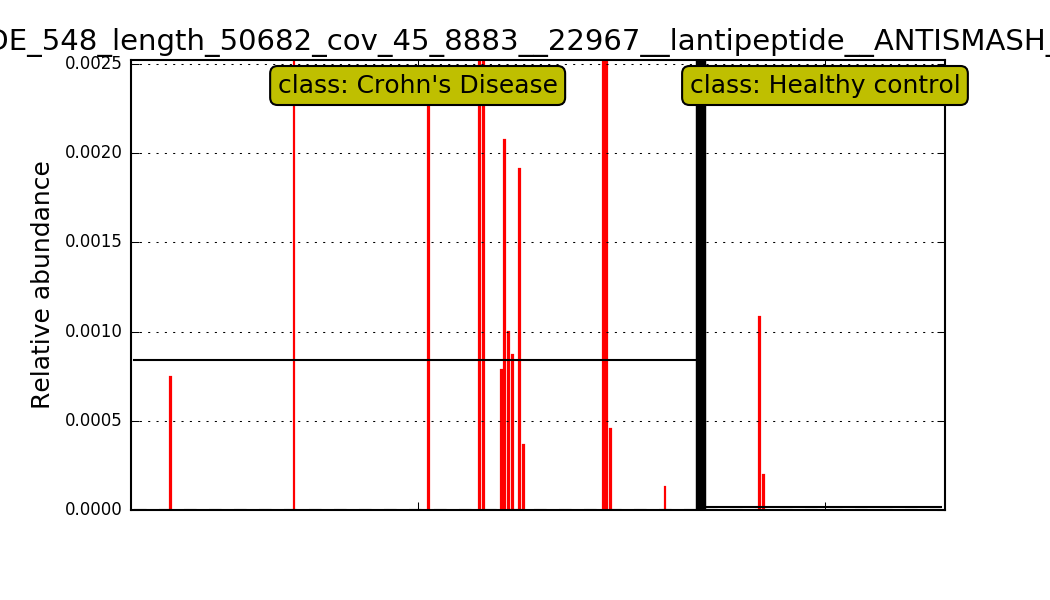 DE_548_length_50682_cov_45_8883__22967__lantipeptide__ANTISMASH_
class: Crohn's Disease
class: Healthy control
Relative abundance
0.0025
0.0020
0.0015
0.0010
0.0005
0.0000